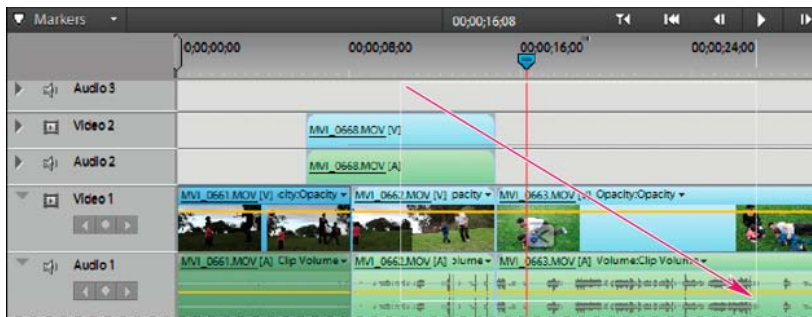 Markers
00;00;16;08
0;00;00;00 00;00;08;00 00;00;16;00 00;00;24;00
Audio 3
Video 2
MVI_0668.MOV [V]
Audio 2
MVI_0668.MOV [A]
Video 1
MVI_0661.MOV [V] city:Opacity MVI_0662.MOV [V] pacity MVI_0663.MOV [V] Opacity:Opacity
Audio 1
MVI_0661.MOV [A] Clip Volume MVI_0662.MOV [A] olume MVI_0663.MOV [A] Volume:Clip Volume